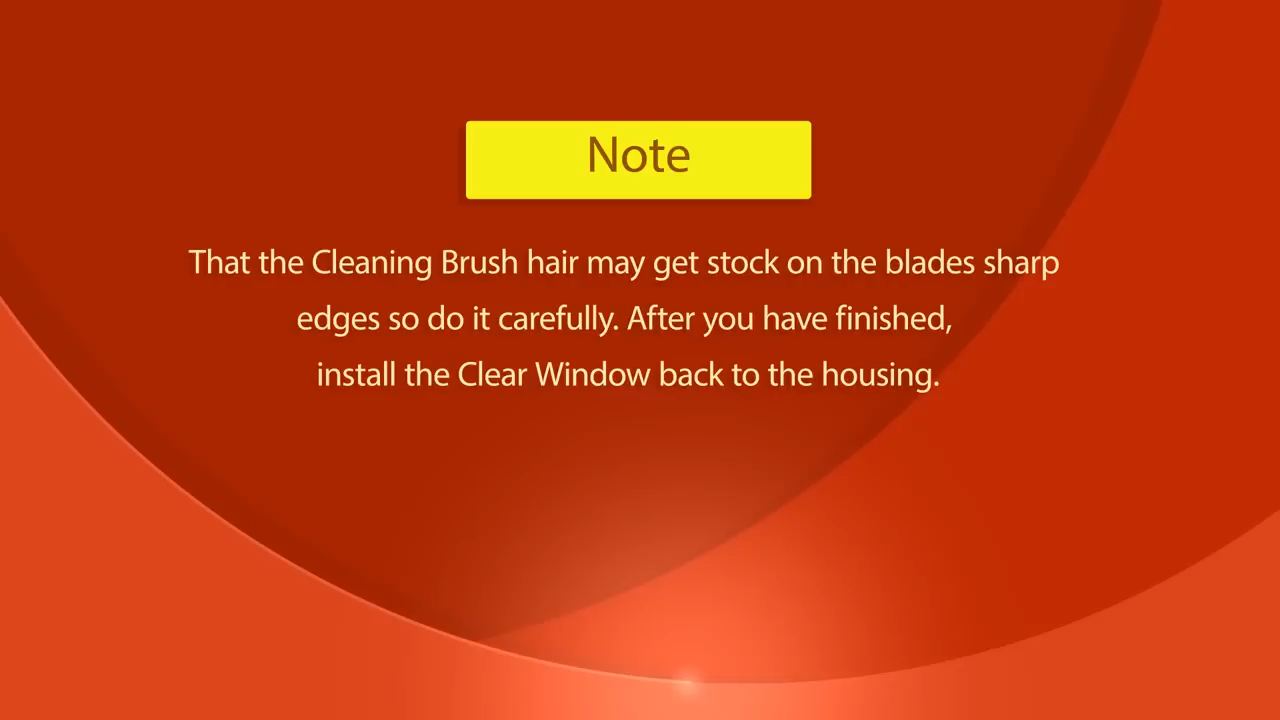 Note
That the Cleaning Brush hair may get stock on the blades sharp
edges so do it carefully. After you have finished,
install the Clear Window back to the housing.